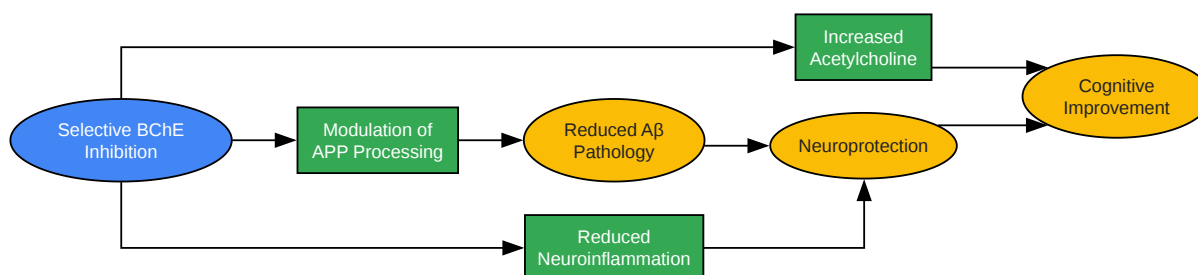 Increased
Acetylcholine
Cognitive
Improvement
Selective BChE
Inhibition
Modulation of
APP Processing
Reduced Aβ
Pathology
Neuroprotection
Reduced
Neuroinflammation